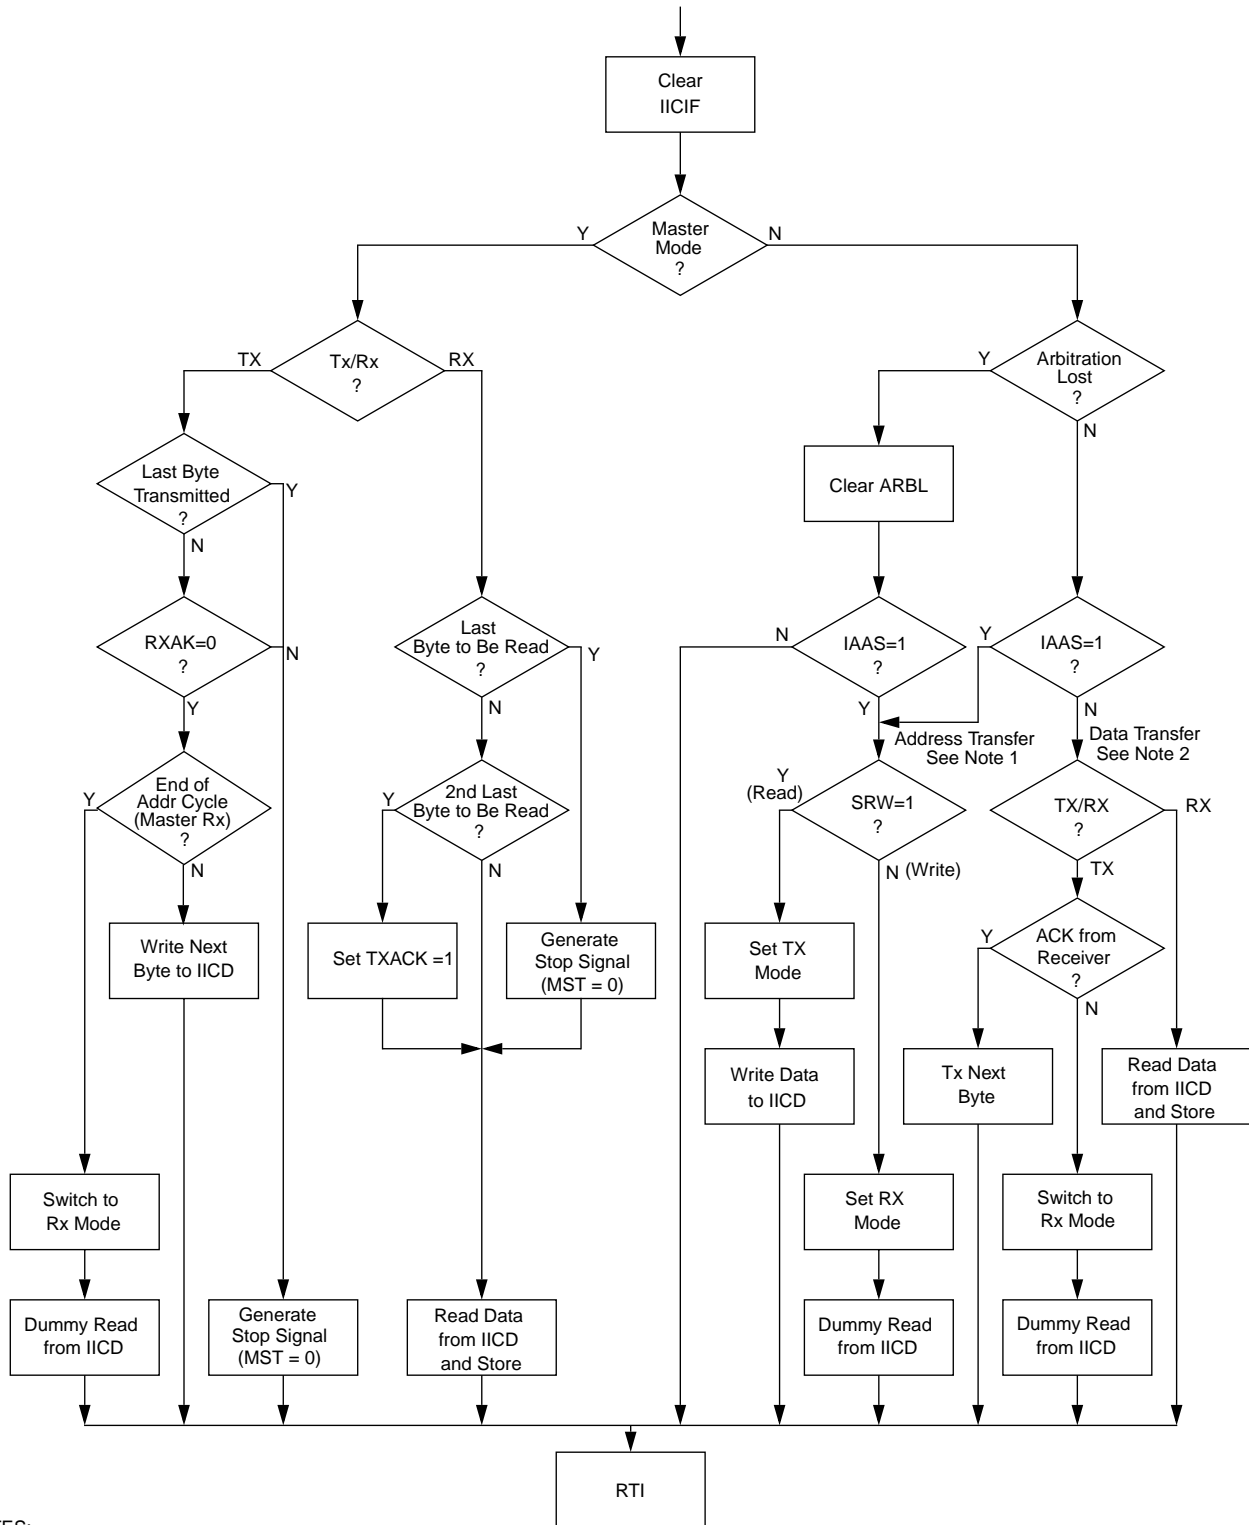 Clear
IICIF
Master
Mode
?
Y
N
Tx/Rx
?
TX
RX
Arbitration
Lost
?
Y
N
Last Byte
Transmitted
?
Y
N
Clear ARBL
RXAK=0
?
N
Y
Last
Byte to Be Read
?
Y
N
IAAS=1
?
N
Y
IAAS=1
?
Y
N
Address Transfer
See Note 1
Data Transfer
See Note 2
End of
Addr Cycle
(Master Rx)
?
Y
N
2nd Last
Byte to Be Read
?
Y
N
Y
(Read)
SRW=1
?
N (Write)
TX/RX
?
RX
TX
Write Next
Byte to IICD
Set TXACK =1
Generate
Stop Signal
(MST = 0)
Set TX
Mode
ACK from
Receiver
?
Y
N
Write Data
to IICD
Tx Next
Byte
Read Data
from IICD
and Store
Switch to
Rx Mode
Set RX
Mode
Switch to
Rx Mode
Dummy Read
from IICD
Generate
Stop Signal
(MST = 0)
Read Data
from IICD
and Store
Dummy Read
from IICD
Dummy Read
from IICD
RTI